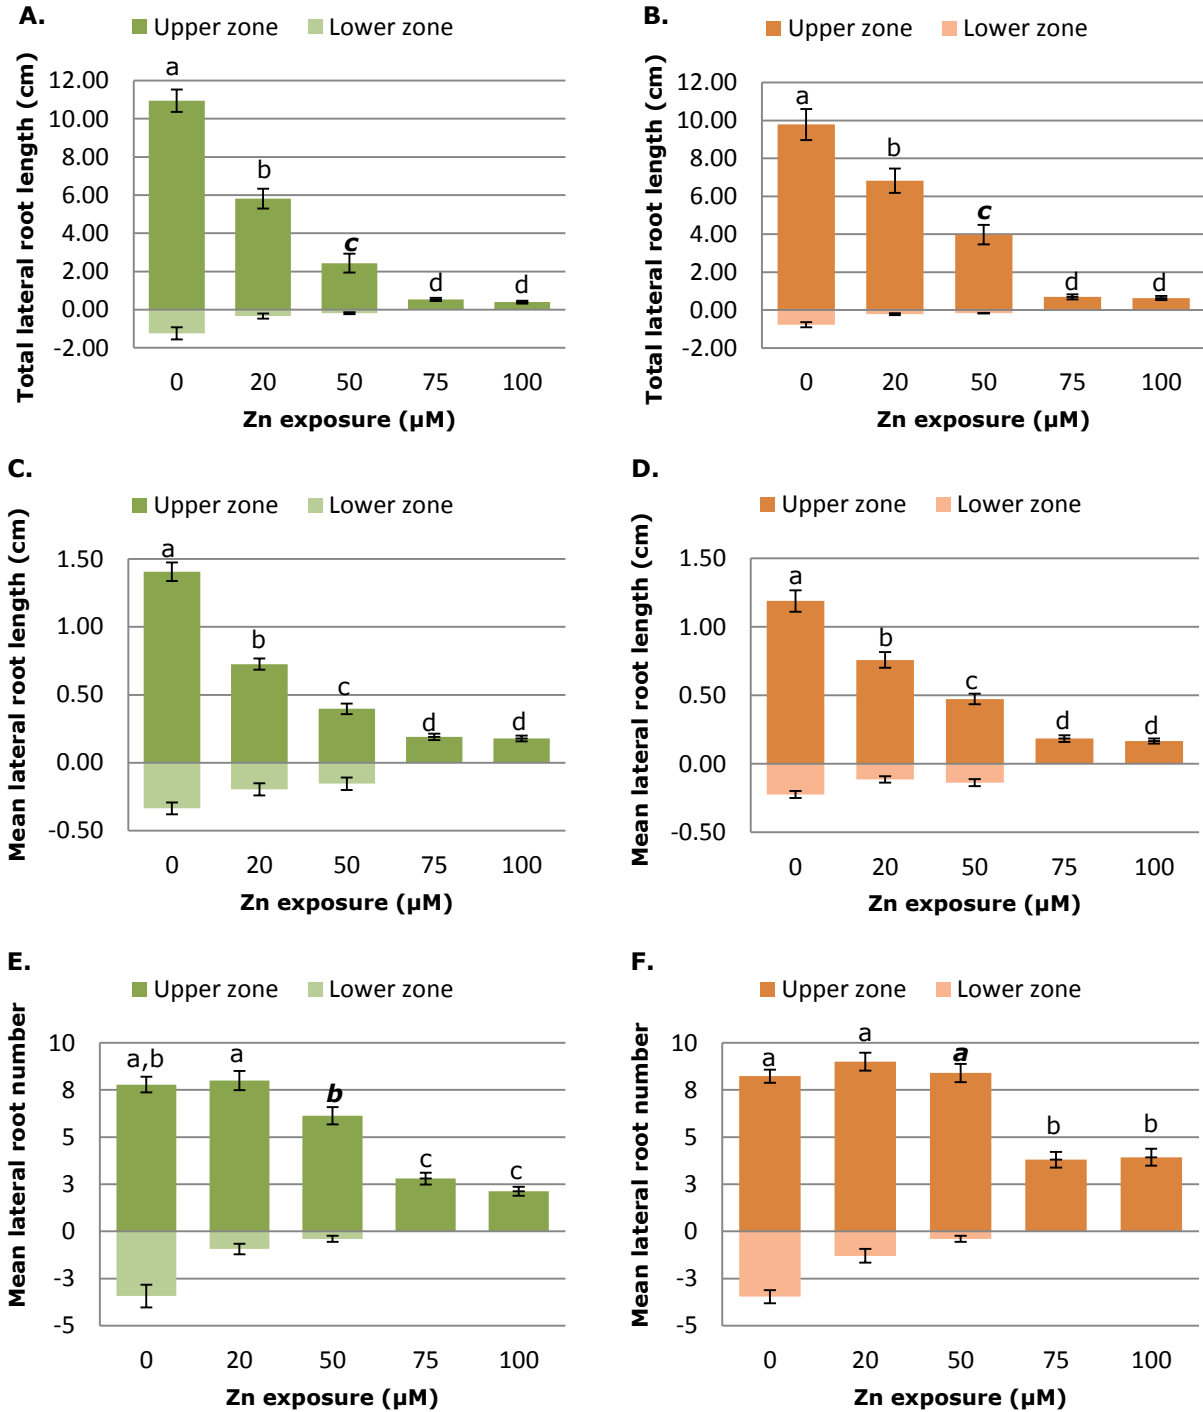 A.
Upper zone Lower zone
Total lateral root length (cm)
12.00
10.00
8.00
6.00
4.00
2.00
0.00
-2.00
a
b
c
d
d
0 20 50 75 100
Zn exposure (µM)
B.
Upper zone Lower zone
Total lateral root length (cm)
12.00
10.00
8.00
6.00
4.00
2.00
0.00
-2.00
a
b
c
d
d
0 20 50 75 100
Zn exposure (µM)
C.
Upper zone Lower zone
Mean lateral root length (cm)
1.50
1.00
0.50
0.00
-0.50
a
b
c
d
d
0 20 50 75 100
Zn exposure (µM)
D.
Upper zone Lower zone
Mean lateral root length (cm)
1.50
1.00
0.50
0.00
-0.50
a
b
c
d
d
0 20 50 75 100
Zn exposure (µM)
E.
Upper zone Lower zone
Mean lateral root number
10
8
5
3
0
-3
-5
a,b
a
b
c
c
0 20 50 75 100
Zn exposure (µM)
F.
Upper zone Lower zone
Mean lateral root number
10
8
5
3
0
-3
-5
a
a
a
b
b
0 20 50 75 100
Zn exposure (µM)